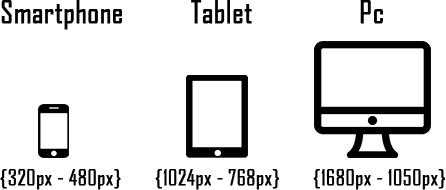 Smartphone Tablet Pc
{320px - 480px} {1024px - 768px} {1680px - 1050px}